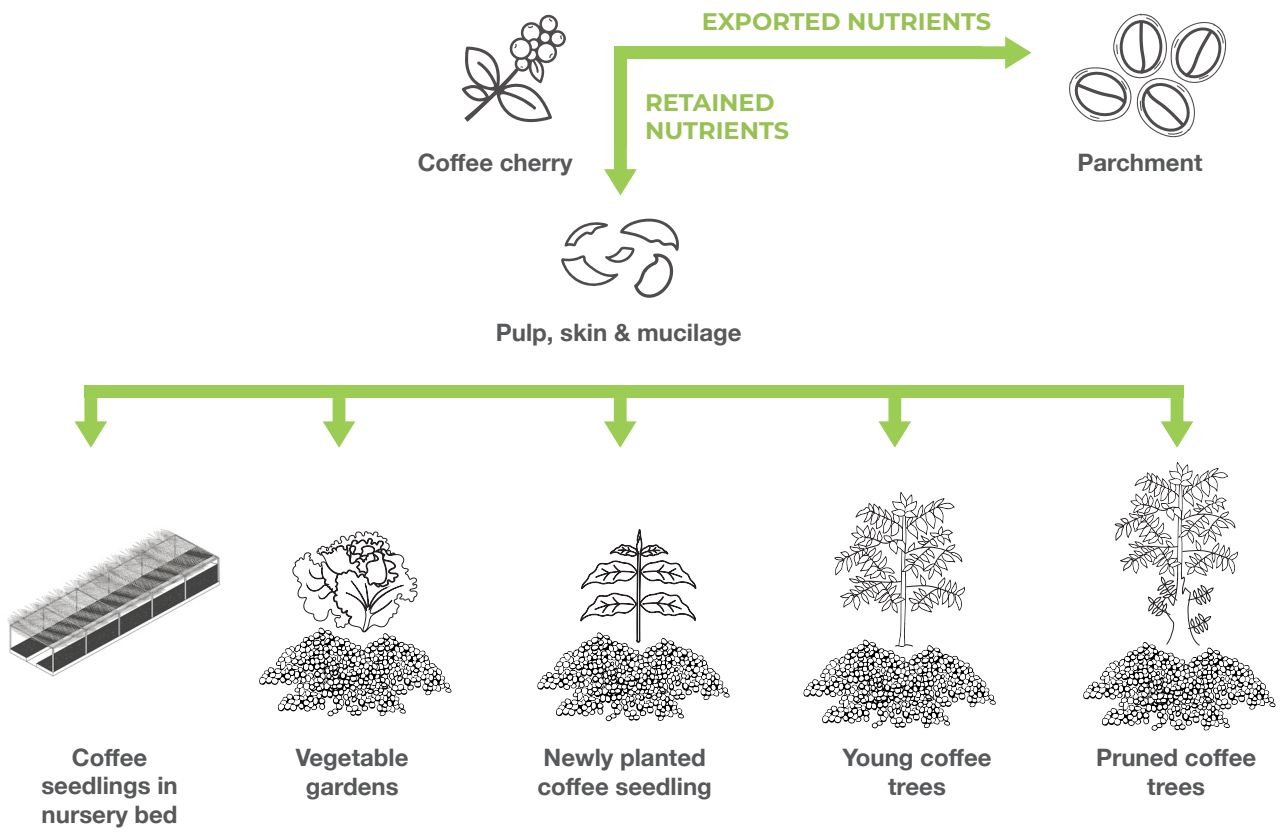 EXPORTED NUTRIENTS
RETAINED
NUTRIENTS
Coffee cherry
Parchment
Pulp, skin & mucilage
Coffee
seedlings in
nursery bed
Vegetable
gardens
Newly planted
coffee seedling
Young coffee
trees
Pruned coffee
trees